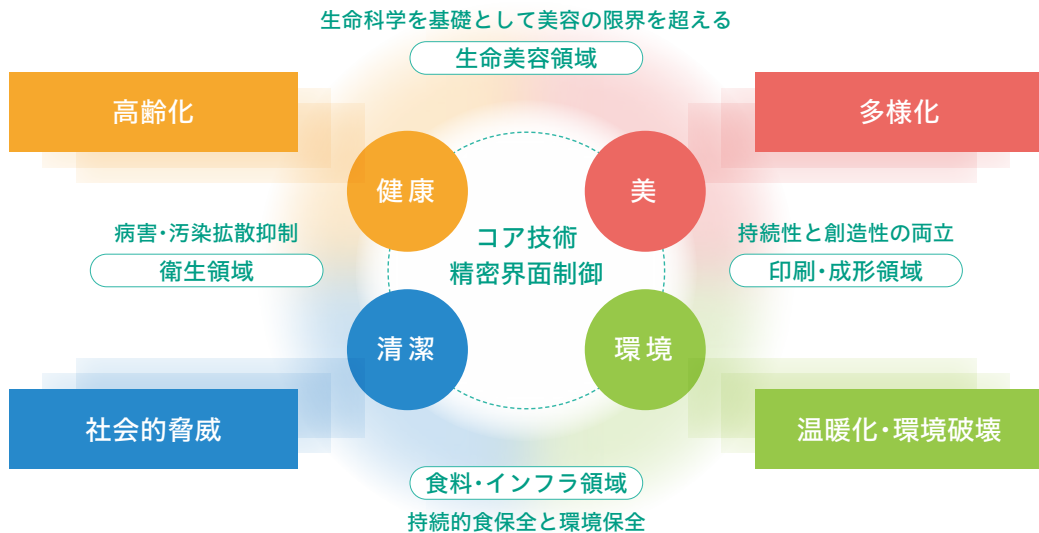 生命科学を基礎として美容の限界を超える
生命美容領域
高齢化
多様化
健康
美
病害・汚染拡散抑制
衛生領域
コア技術
精密界面制御
持続性と創造性の両立
印刷・成形領域
清潔
環境
社会的脅威
温暖化・環境破壊
食料・インフラ領域
持続的食保全と環境保全